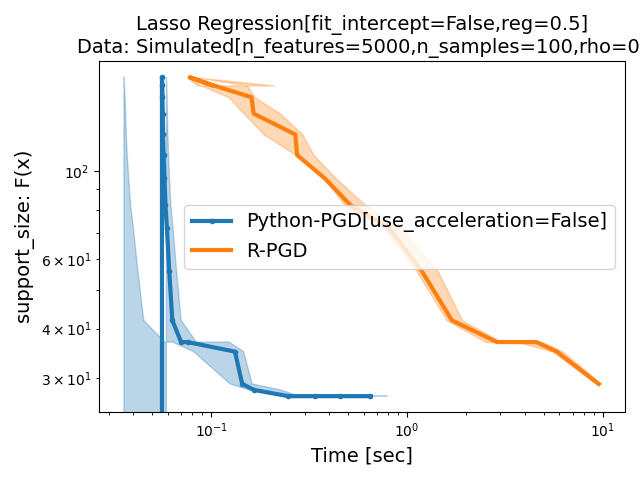 Lasso Regression[fit_intercept=False,reg=0.5]
Data: Simulated[n_features=5000,n_samples=100,rho=0
support_size: F(x)
10²
6 × 10¹
4 × 10¹
3 × 10¹
Python-PGD[use_acceleration=False]
R-PGD
10⁻¹ 10⁰ 10¹
Time [sec]